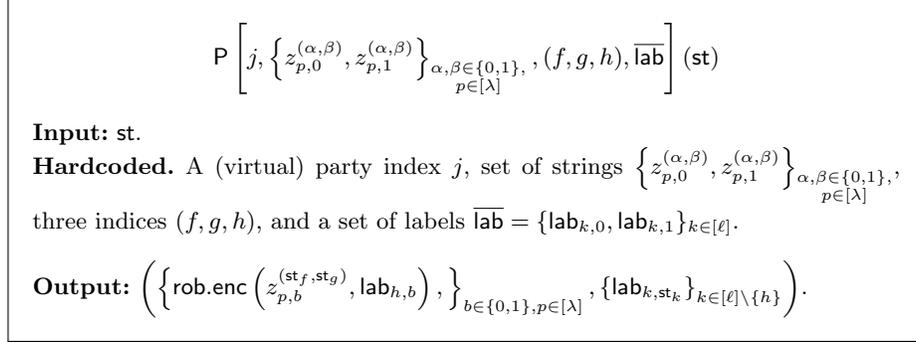 P [ j, { z_{p,0}^{(α,β)}, z_{p,1}^{(α,β)} }_{α,β∈{0,1}, p∈[λ]}, (f, g, h), \overline{lab} ] (st)
Input: st.
Hardcoded. A (virtual) party index j, set of strings { z_{p,0}^{(α,β)}, z_{p,1}^{(α,β)} }_{α,β∈{0,1}, p∈[λ]},
three indices (f, g, h), and a set of labels \overline{lab} = {lab_{k,0}, lab_{k,1}}_{k∈[ℓ]}.
Output: ( { rob.enc ( z_{p,b}^{(st_f,st_g)}, lab_{h,b} ) , }_{b∈{0,1},p∈[λ]} , {lab_{k,st_k}}_{k∈[ℓ]\{h}} ).